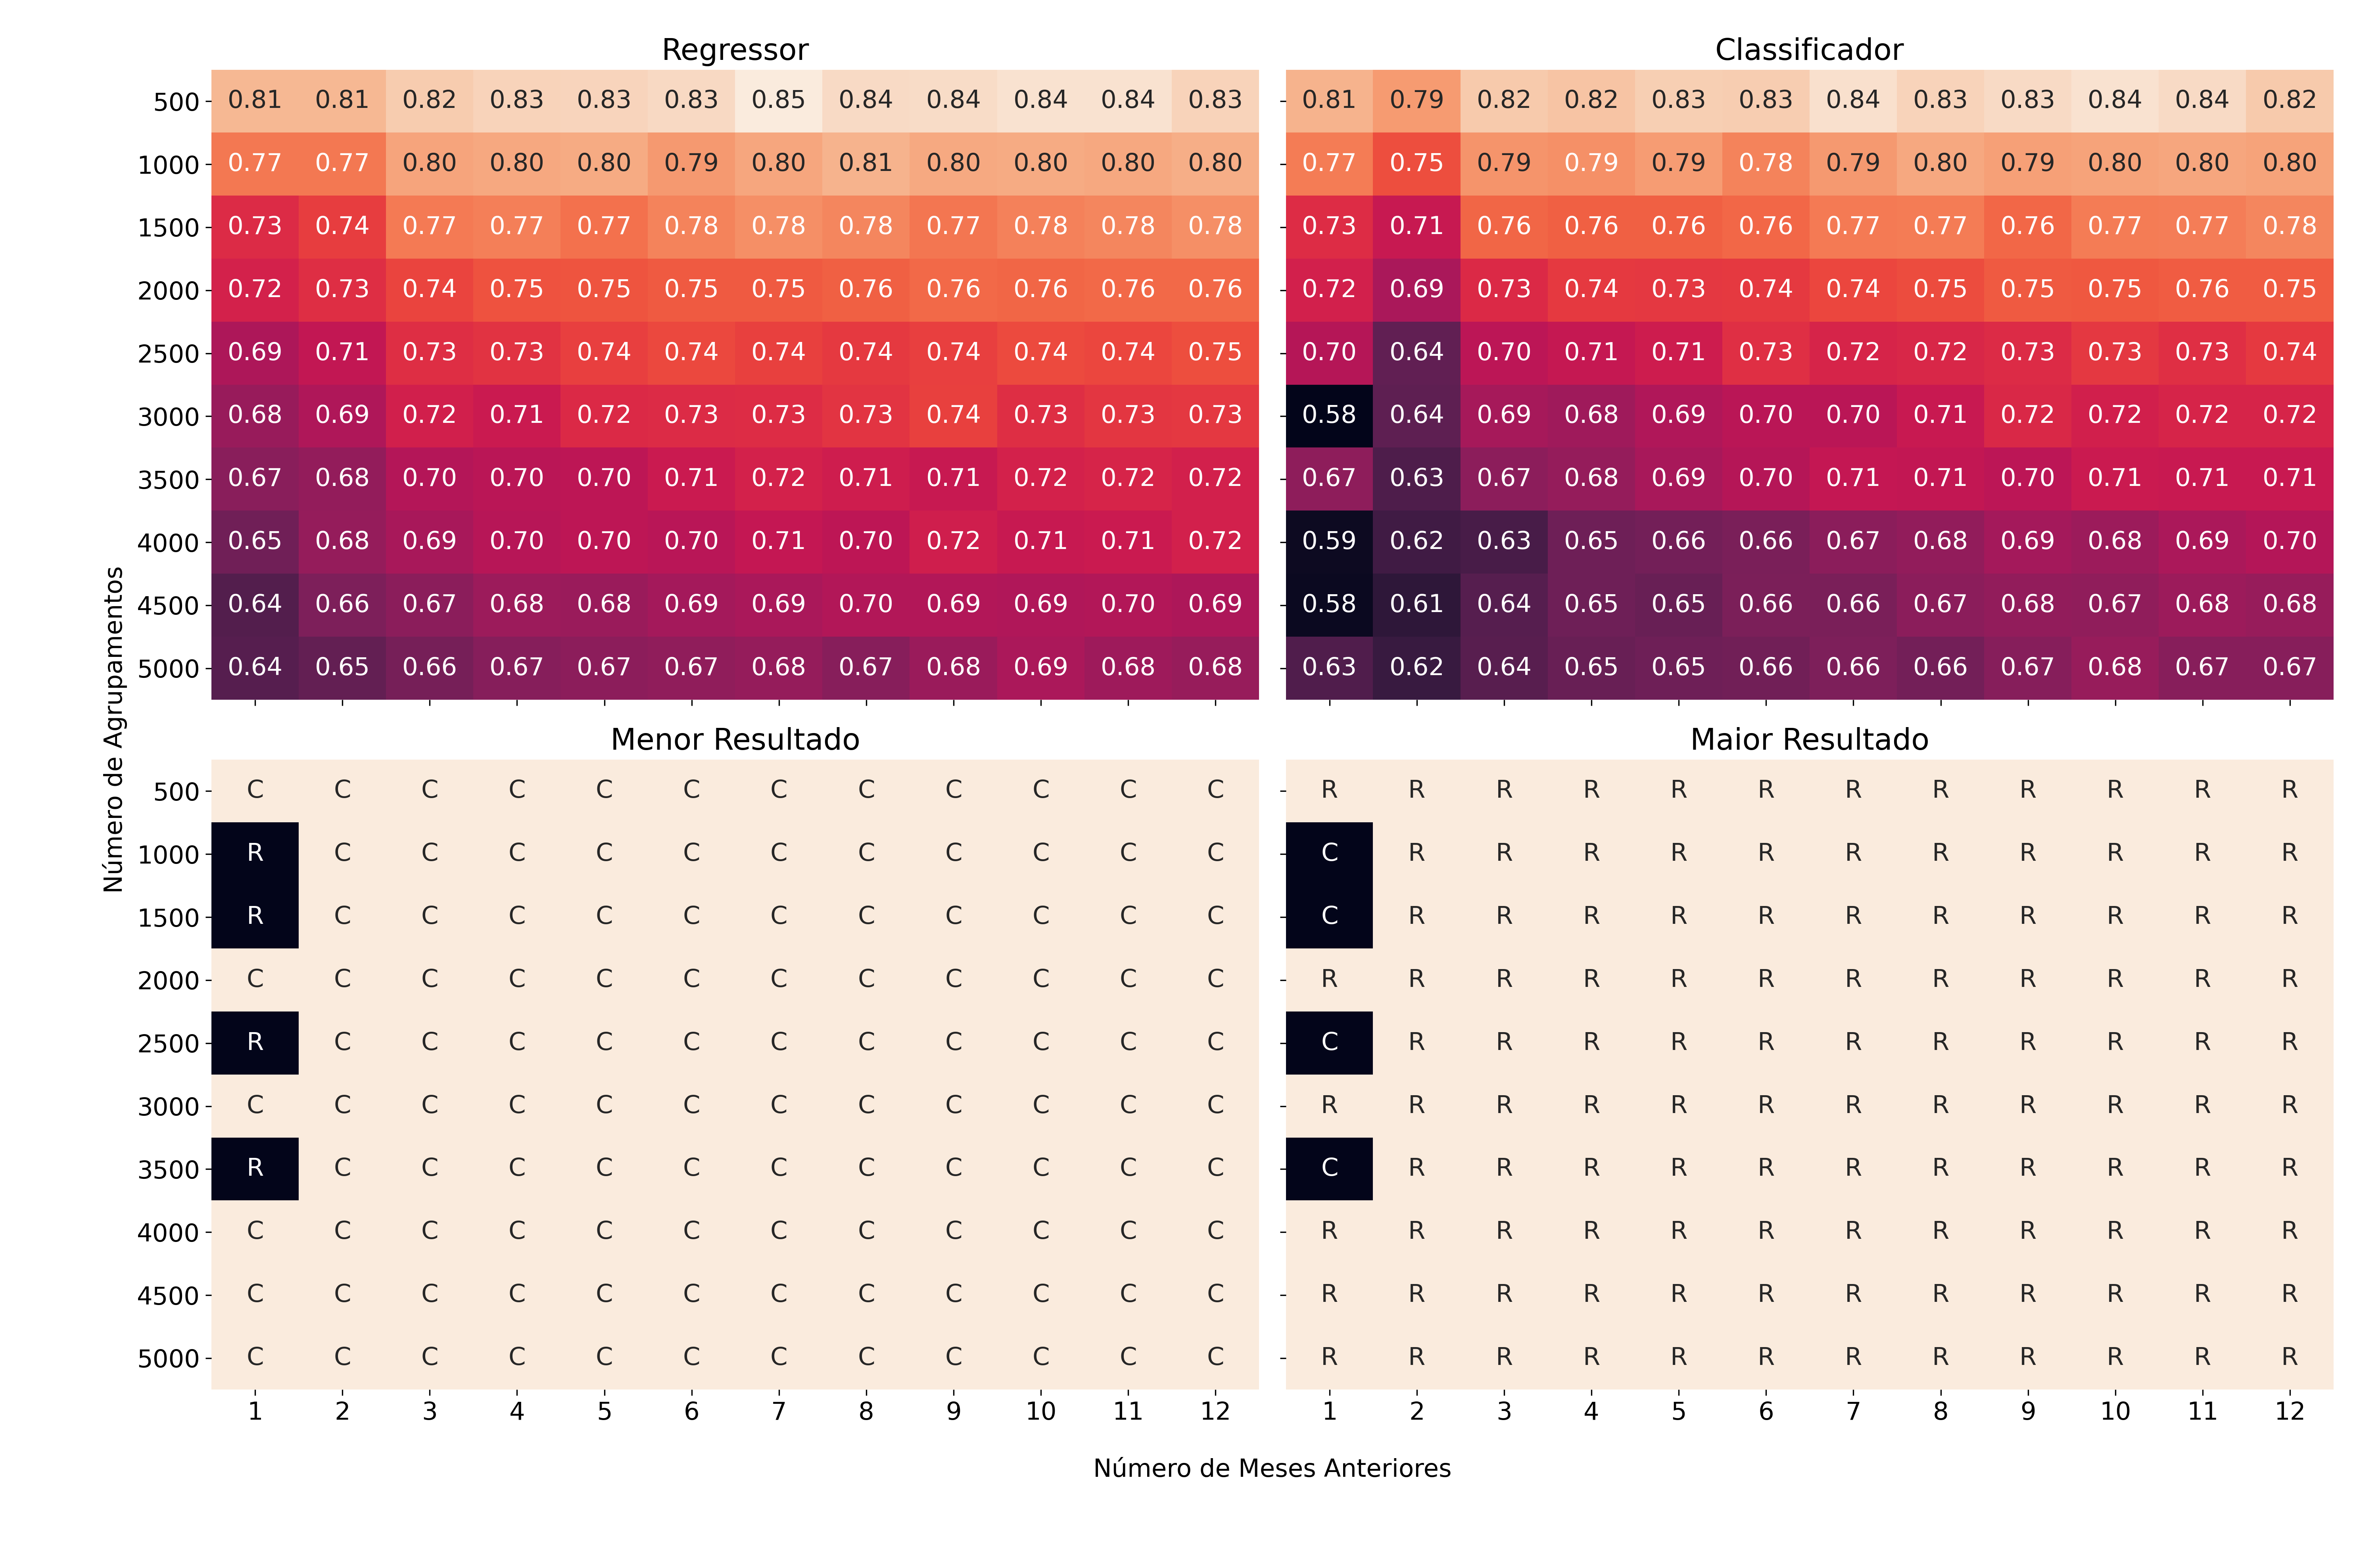 Regressor
500 0.81 0.81 0.82 0.83 0.83 0.83 0.85 0.84 0.84 0.84 0.84 0.83
1000 0.77 0.77 0.80 0.80 0.80 0.79 0.80 0.81 0.80 0.80 0.80 0.80
1500 0.73 0.74 0.77 0.77 0.77 0.78 0.78 0.78 0.77 0.78 0.78 0.78
2000 0.72 0.73 0.74 0.75 0.75 0.75 0.75 0.76 0.76 0.76 0.76 0.76
2500 0.69 0.71 0.73 0.73 0.74 0.74 0.74 0.74 0.74 0.74 0.74 0.75
3000 0.68 0.69 0.72 0.71 0.72 0.73 0.73 0.73 0.74 0.73 0.73 0.73
3500 0.67 0.68 0.70 0.70 0.70 0.71 0.72 0.71 0.71 0.72 0.72 0.72
4000 0.65 0.68 0.69 0.70 0.70 0.70 0.71 0.70 0.72 0.71 0.71 0.72
4500 0.64 0.66 0.67 0.68 0.68 0.69 0.69 0.70 0.69 0.69 0.70 0.69
5000 0.64 0.65 0.66 0.67 0.67 0.67 0.68 0.67 0.68 0.69 0.68 0.68
Classificador
0.81 0.79 0.82 0.82 0.83 0.83 0.84 0.83 0.83 0.84 0.84 0.82
0.77 0.75 0.79 0.79 0.79 0.78 0.79 0.80 0.79 0.80 0.80 0.80
0.73 0.71 0.76 0.76 0.76 0.76 0.77 0.77 0.76 0.77 0.77 0.78
0.72 0.69 0.73 0.74 0.73 0.74 0.74 0.75 0.75 0.75 0.76 0.75
0.70 0.64 0.70 0.71 0.71 0.73 0.72 0.72 0.73 0.73 0.73 0.74
0.58 0.64 0.69 0.68 0.69 0.70 0.70 0.71 0.72 0.72 0.72 0.72
0.67 0.63 0.67 0.68 0.69 0.70 0.71 0.71 0.70 0.71 0.71 0.71
0.59 0.62 0.63 0.65 0.66 0.66 0.67 0.68 0.69 0.68 0.69 0.70
0.58 0.61 0.64 0.65 0.65 0.66 0.66 0.67 0.68 0.67 0.68 0.68
0.63 0.62 0.64 0.65 0.65 0.66 0.66 0.66 0.67 0.68 0.67 0.67
Número de Agrupamentos
Menor Resultado
500 C C C C C C C C C C C C
1000 R C C C C C C C C C C C
1500 R C C C C C C C C C C C
2000 C C C C C C C C C C C C
2500 R C C C C C C C C C C C
3000 C C C C C C C C C C C C
3500 R C C C C C C C C C C C
4000 C C C C C C C C C C C C
4500 C C C C C C C C C C C C
5000 C C C C C C C C C C C C
1 2 3 4 5 6 7 8 9 10 11 12
Maior Resultado
R R R R R R R R R R R R
C R R R R R R R R R R R
C R R R R R R R R R R R
R R R R R R R R R R R R
C R R R R R R R R R R R
R R R R R R R R R R R R
C R R R R R R R R R R R
R R R R R R R R R R R R
R R R R R R R R R R R R
R R R R R R R R R R R R
1 2 3 4 5 6 7 8 9 10 11 12
Número de Meses Anteriores